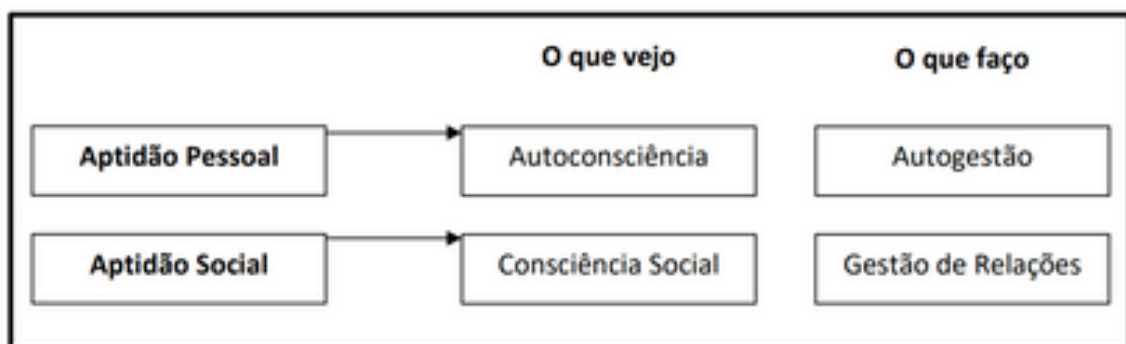 O que vejo O que faço
Aptidão Pessoal Autoconsciência Autogestão
Aptidão Social Consciência Social Gestão de Relações